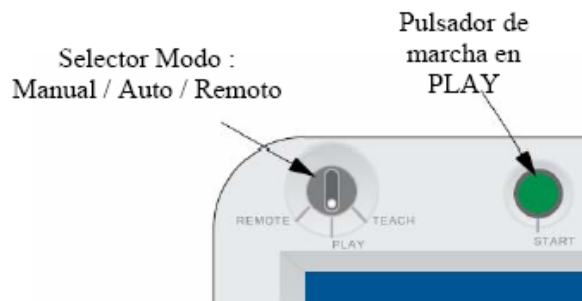 Selector Modo :
Manual / Auto / Remoto
Pulsador de
marcha en
PLAY
REMOTE
PLAY
TEACH
START